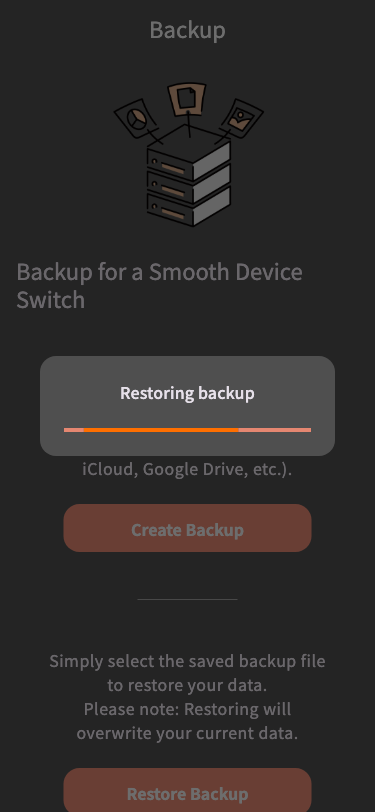 Backup
Backup for a Smooth Device
Switch
Restoring backup
iCloud, Google Drive, etc.).
Create Backup
Simply select the saved backup file
to restore your data.
Please note: Restoring will
overwrite your current data.
Restore Backup